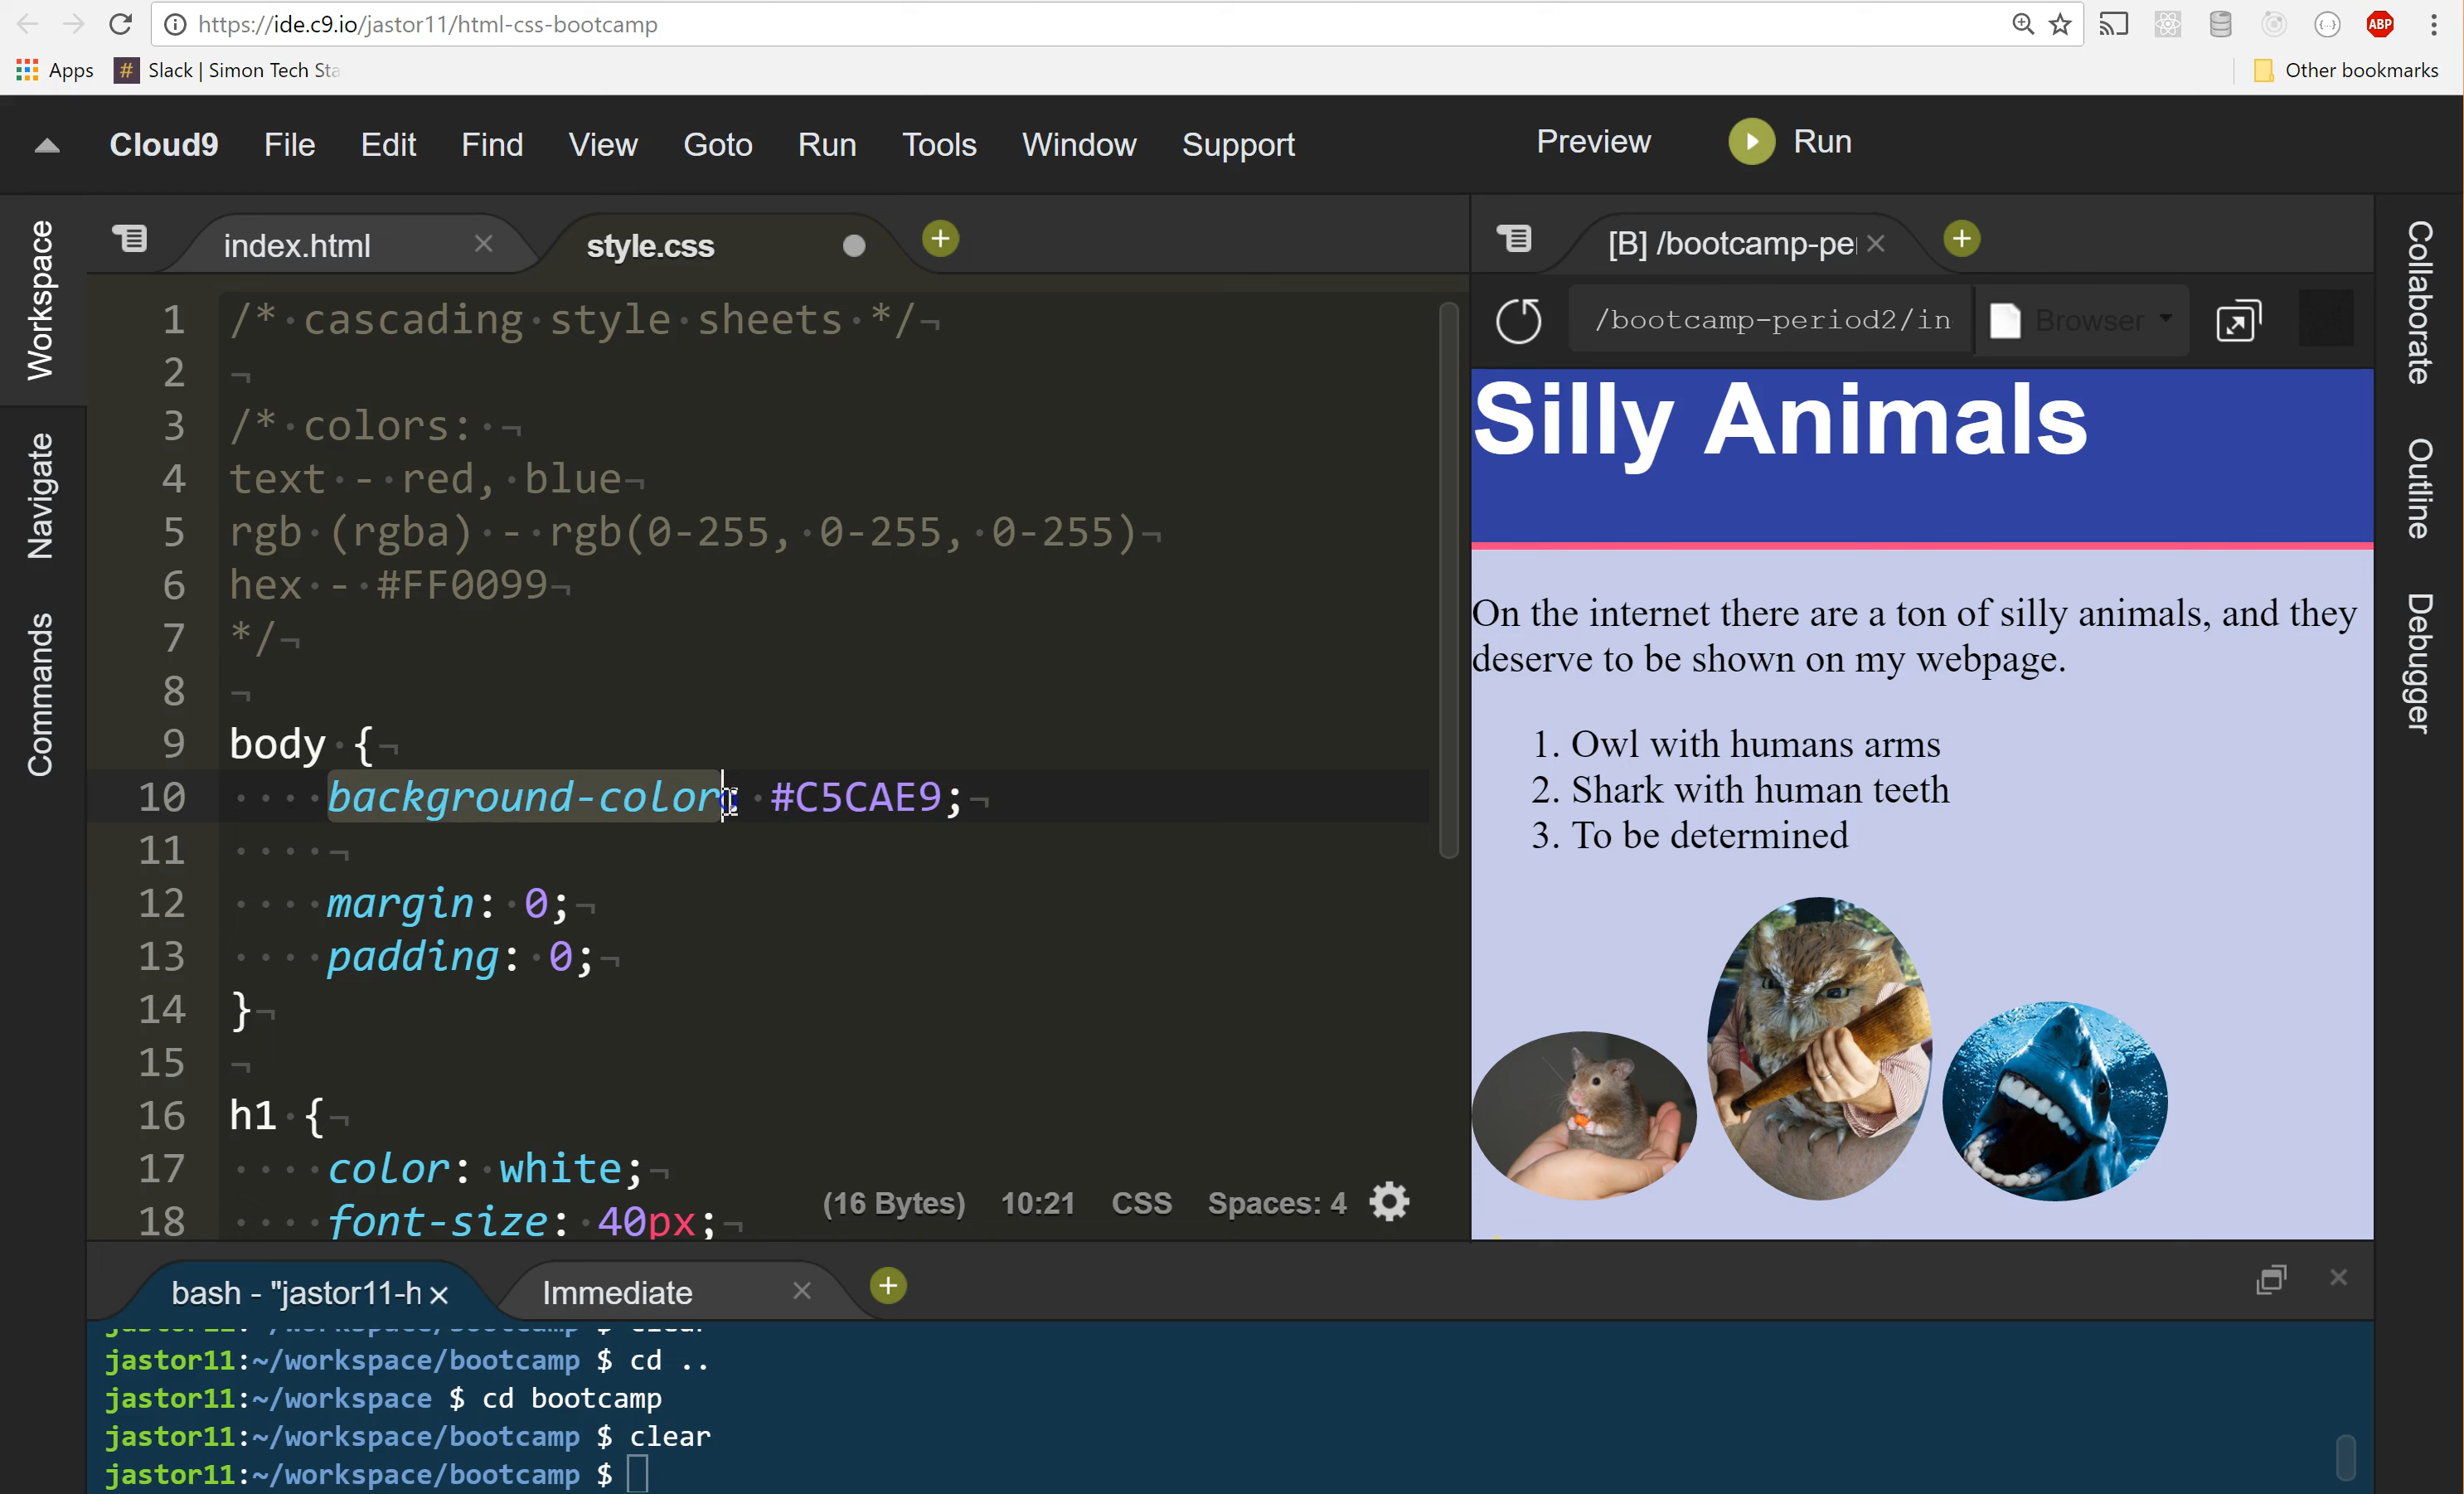 https://ide.c9.io/jastor11/html-css-bootcamp
ABP
Apps
# Slack | Simon Tech Sta
Other bookmarks
Cloud9 File Edit Find View Goto Run Tools Window Support Preview Run
Workspace
Navigate
Commands
index.html
style.css
1 /* cascading style sheets */
2
3 /* colors:
4 text - red, blue
5 rgb (rgba) - rgb(0-255, 0-255, 0-255)
6 hex - #FF0099
7 */
8
9 body {
10 background-color: #C5CAE9;
11
12 margin: 0;
13 padding: 0;
14 }
15
16 h1 {
17 color: white;
18 font-size: 40px;
(16 Bytes) 10:21 CSS Spaces: 4
[B] /bootcamp-per
/bootcamp-period2/in
Browser
Silly Animals
On the internet there are a ton of silly animals, and they
deserve to be shown on my webpage.
1. Owl with humans arms
2. Shark with human teeth
3. To be determined
Collaborate
Outline
Debugger
bash - "jastor11-h
Immediate
jastor11:~/workspace/bootcamp $ clear
jastor11:~/workspace/bootcamp $ cd ..
jastor11:~/workspace $ cd bootcamp
jastor11:~/workspace/bootcamp $ clear
jastor11:~/workspace/bootcamp $